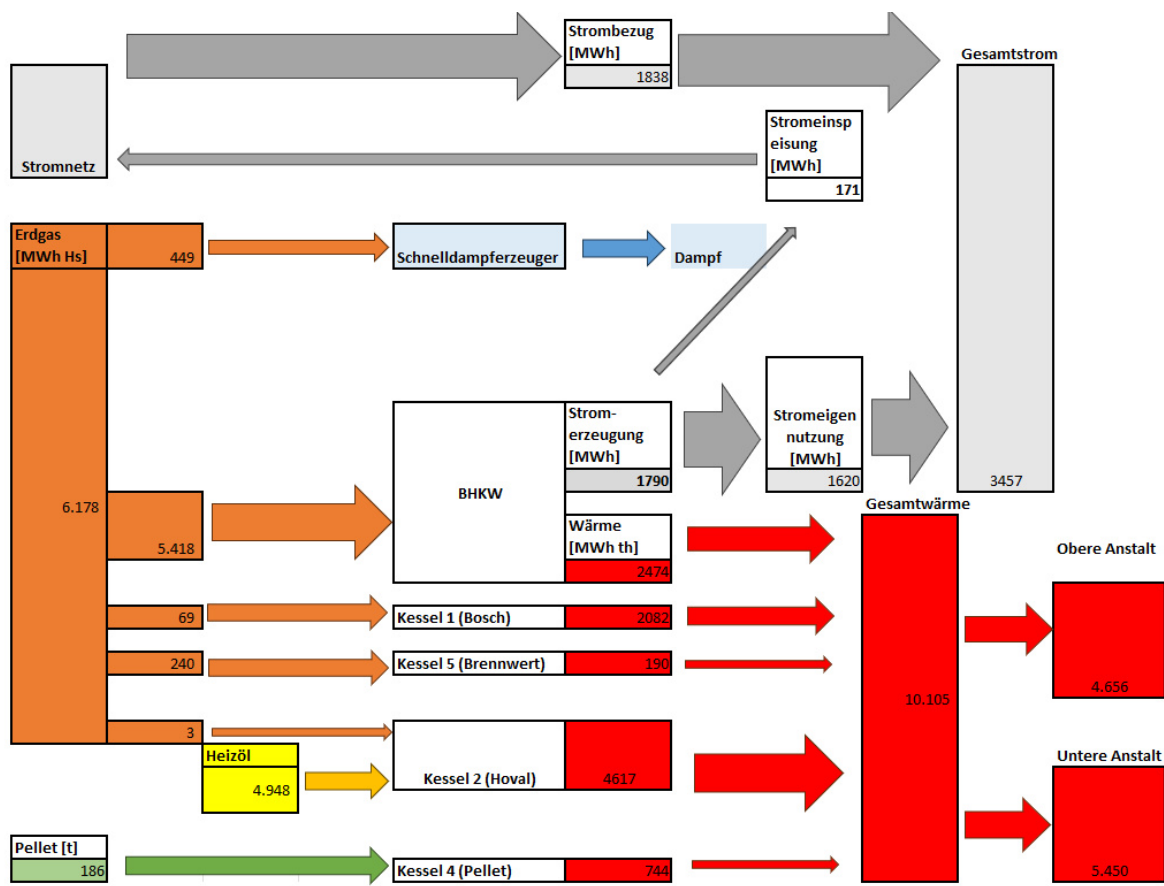 Strombezug
[MWh]
1838
Gesamtstrom
Stromnetz
Stromeinsp
eisung
[MWh]
171
Erdgas
[MWh Hs]
449
Schnelldampferzeuger
Dampf
Strom-
erzeugung
[MWh]
1790
Stromeigen
nutzung
[MWh]
1620
3457
6.178
5.418
BHKW
Wärme
[MWh th]
2474
Gesamtwärme
Obere Anstalt
69
Kessel 1 (Bosch)
2082
240
Kessel 5 (Brennwert)
190
10.105
4.656
3
Heizöl
4.948
Kessel 2 (Hoval)
4617
Untere Anstalt
5.450
Pellet [t]
186
Kessel 4 (Pellet)
744